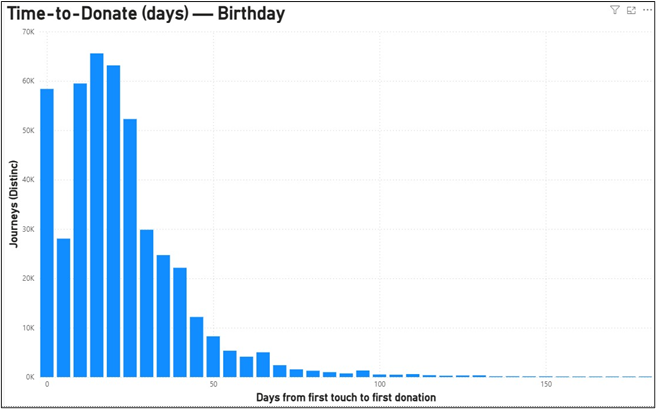 Time-to-Donate (days) — Birthday
70K
60K
50K
40K
30K
20K
10K
0K
Journeys (Distinc)
0 50 100 150
Days from first touch to first donation